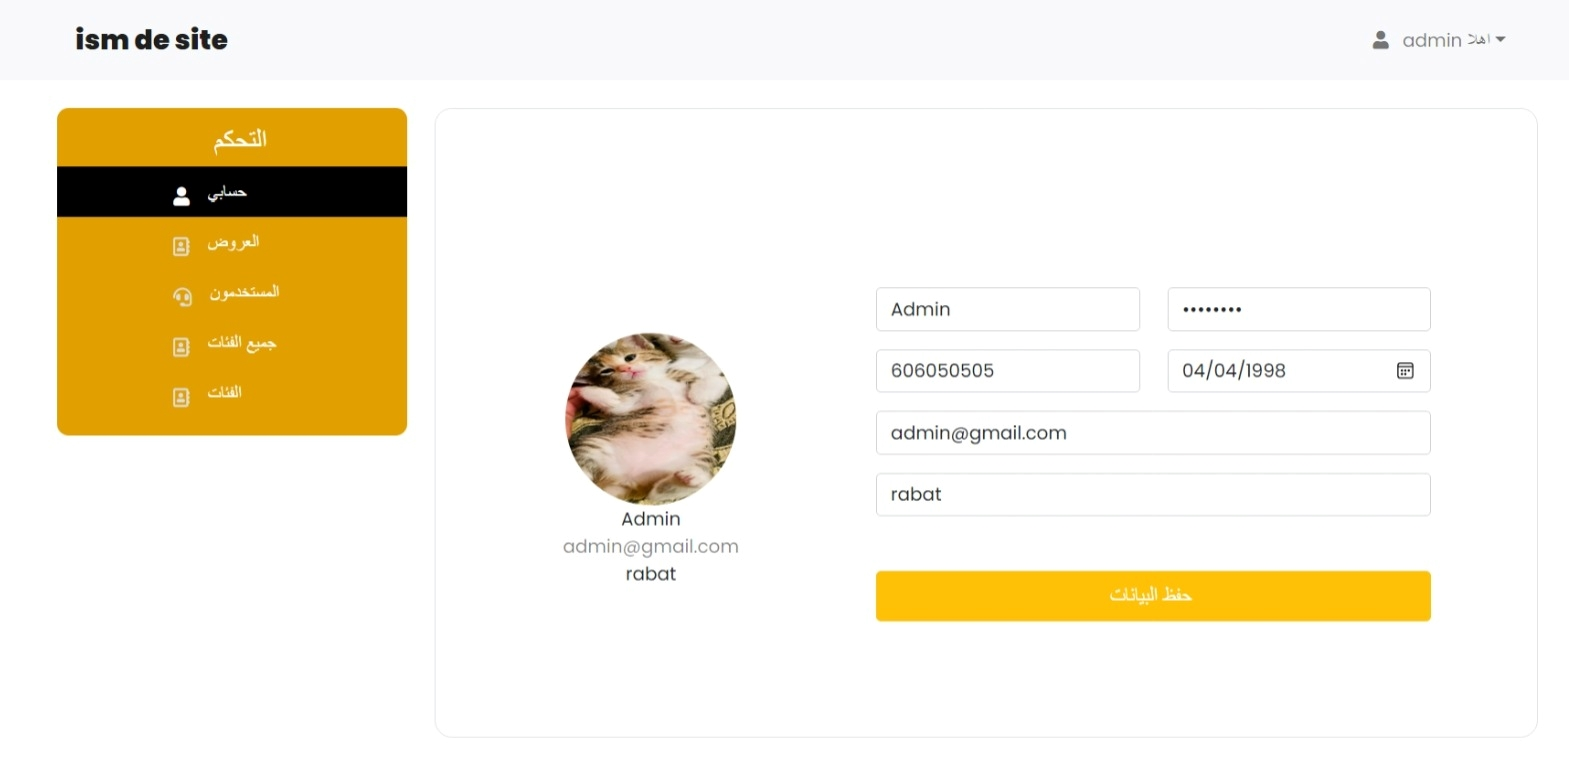 ism de site
admin اهلا
التحكم
حسابي
العروض
المستخدمون
جميع الفئات
الفئات
Admin
admin@gmail.com
rabat
Admin
••••••••
606050505
04/04/1998
admin@gmail.com
rabat
حفظ البيانات